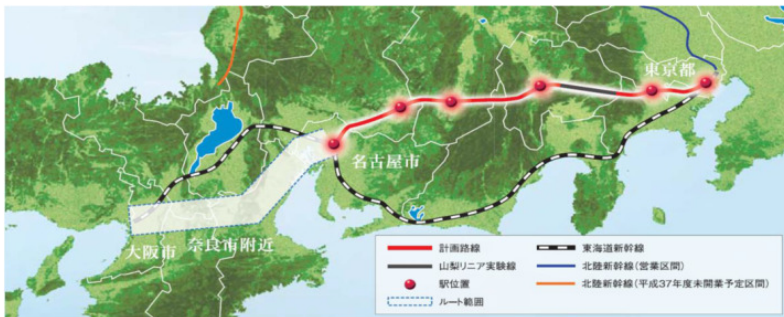 東京都
名古屋市
大阪市
奈良市附近
計画路線
山梨リニア実験線
駅位置
ルート範囲
東海道新幹線
北陸新幹線(営業区間)
北陸新幹線(平成37年度末開業予定区間)